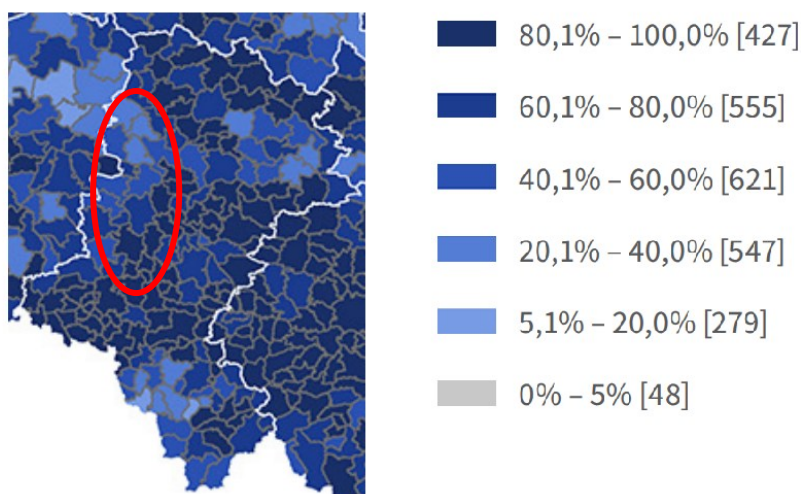 80,1% – 100,0% [427]
60,1% – 80,0% [555]
40,1% – 60,0% [621]
20,1% – 40,0% [547]
5,1% – 20,0% [279]
0% – 5% [48]